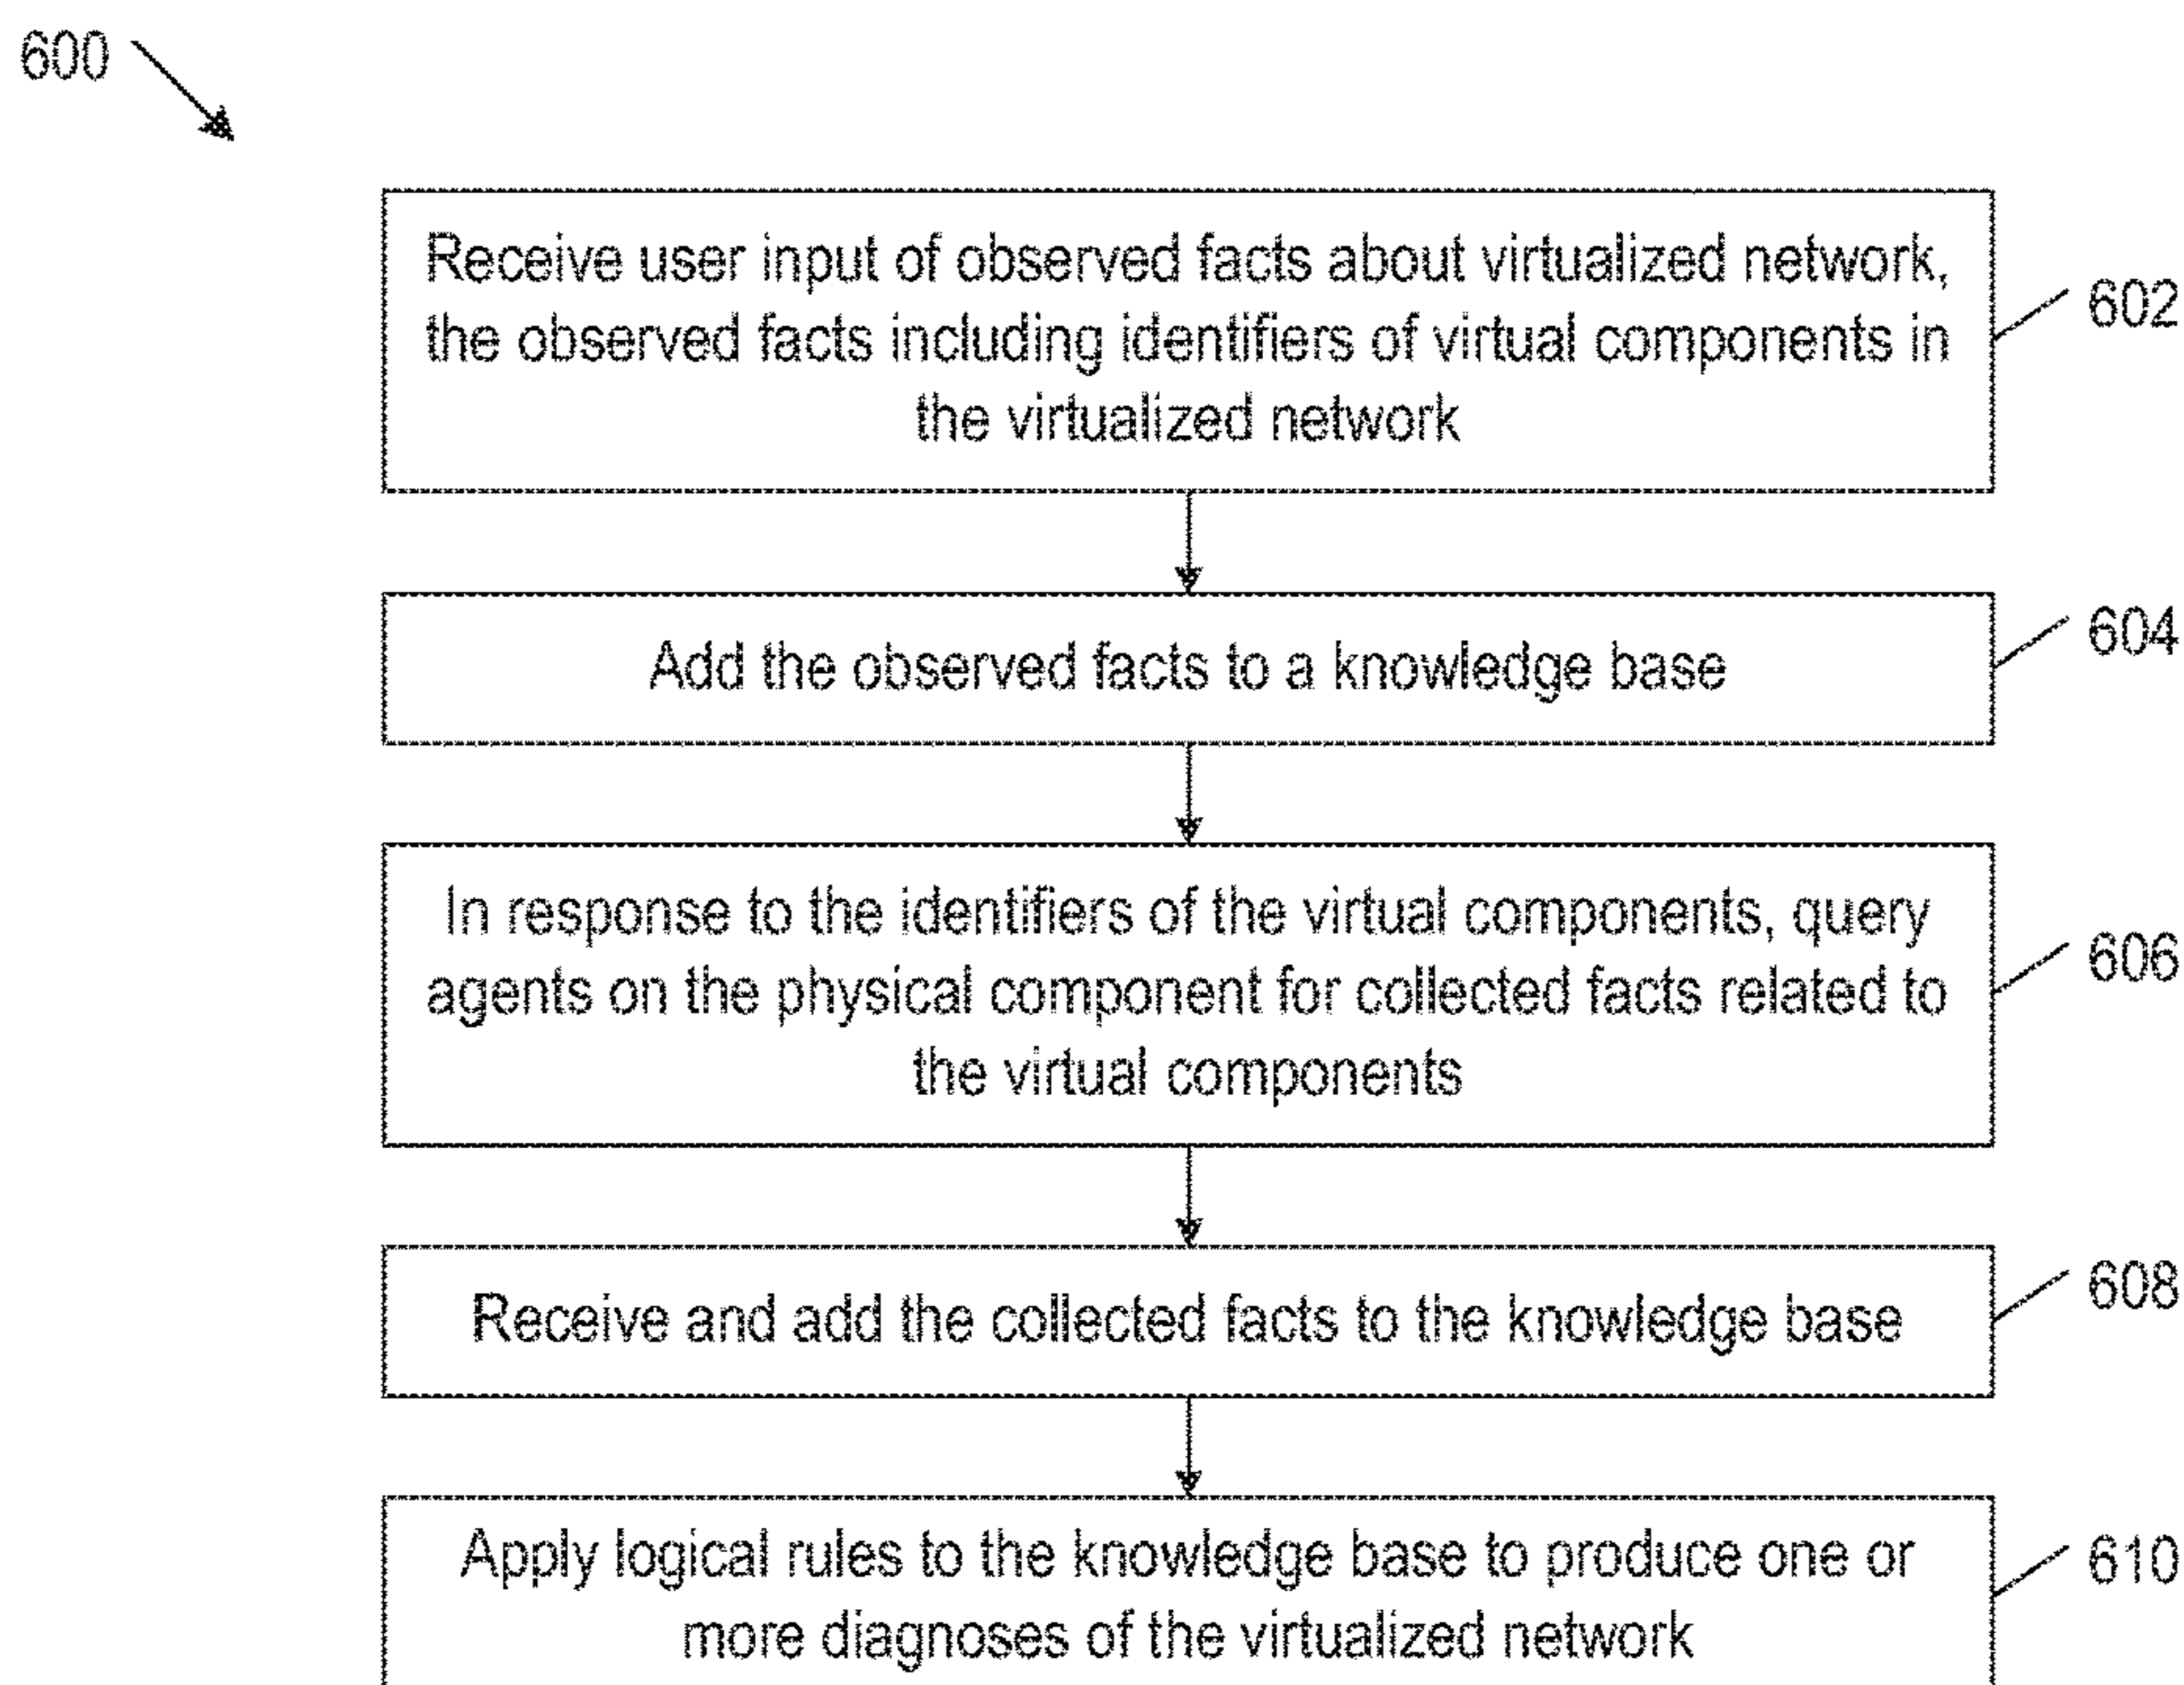 600
Receive user input of observed facts about virtualized network,
the observed facts including identifiers of virtual components in
the virtualized network
602
Add the observed facts to a knowledge base
604
In response to the identifiers of the virtual components, query
agents on the physical component for collected facts related to
the virtual components
606
Receive and add the collected facts to the knowledge base
608
Apply logical rules to the knowledge base to produce one or
more diagnoses of the virtualized network
610